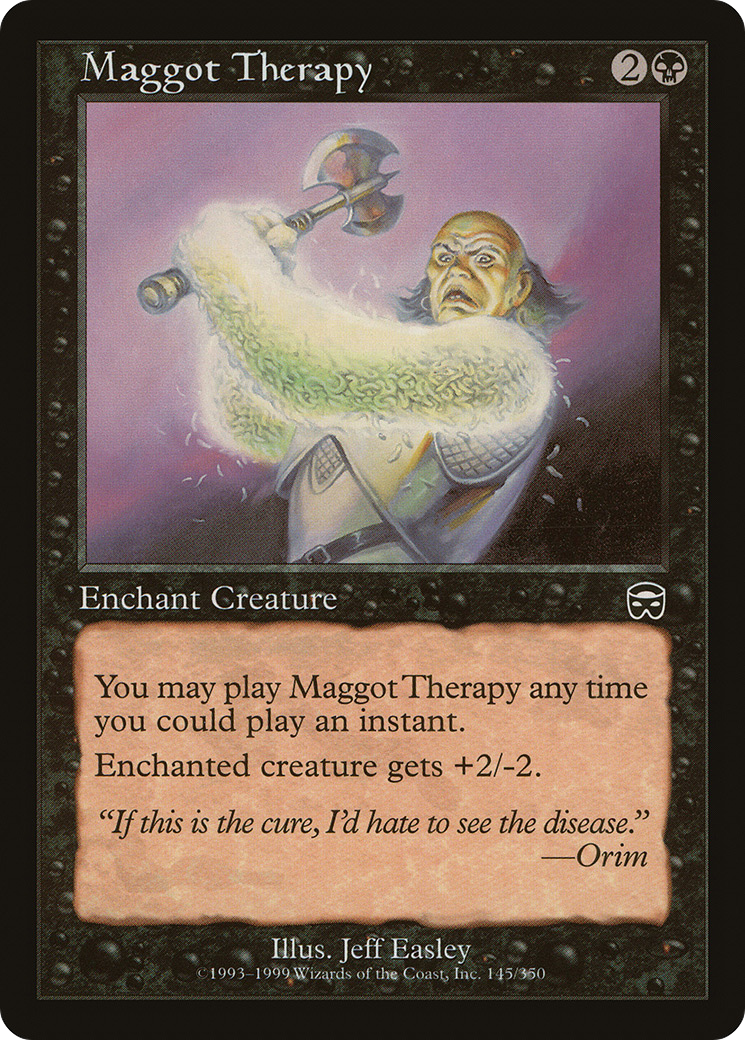 Maggot Therapy 2
Enchant Creature
You may play Maggot Therapy any time
you could play an instant.
Enchanted creature gets +2/-2.
“If this is the cure, I’d hate to see the disease.”
—Orim
Illus. Jeff Easley
©1993–1999 Wizards of the Coast, Inc. 145/350